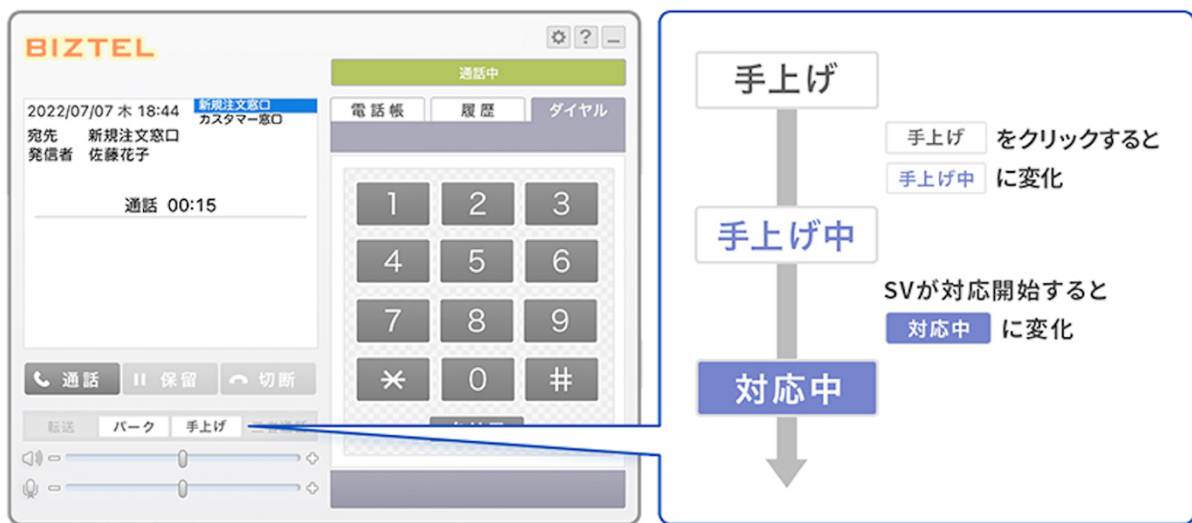 BIZTEL
?
通話中
2022/07/07 木 18:44
新規注文窓口
カスタマー窓口
宛先 新規注文窓口
発信者 佐藤花子
通話 00:15
電話帳 履歴 ダイヤル
1 2 3
4 5 6
7 8 9
* 0 #
通話 保留 切断
転送 パーク 手上げ
手上げ
手上げ をクリックすると
手上げ中 に変化
手上げ中
SVが対応開始すると
対応中 に変化
対応中